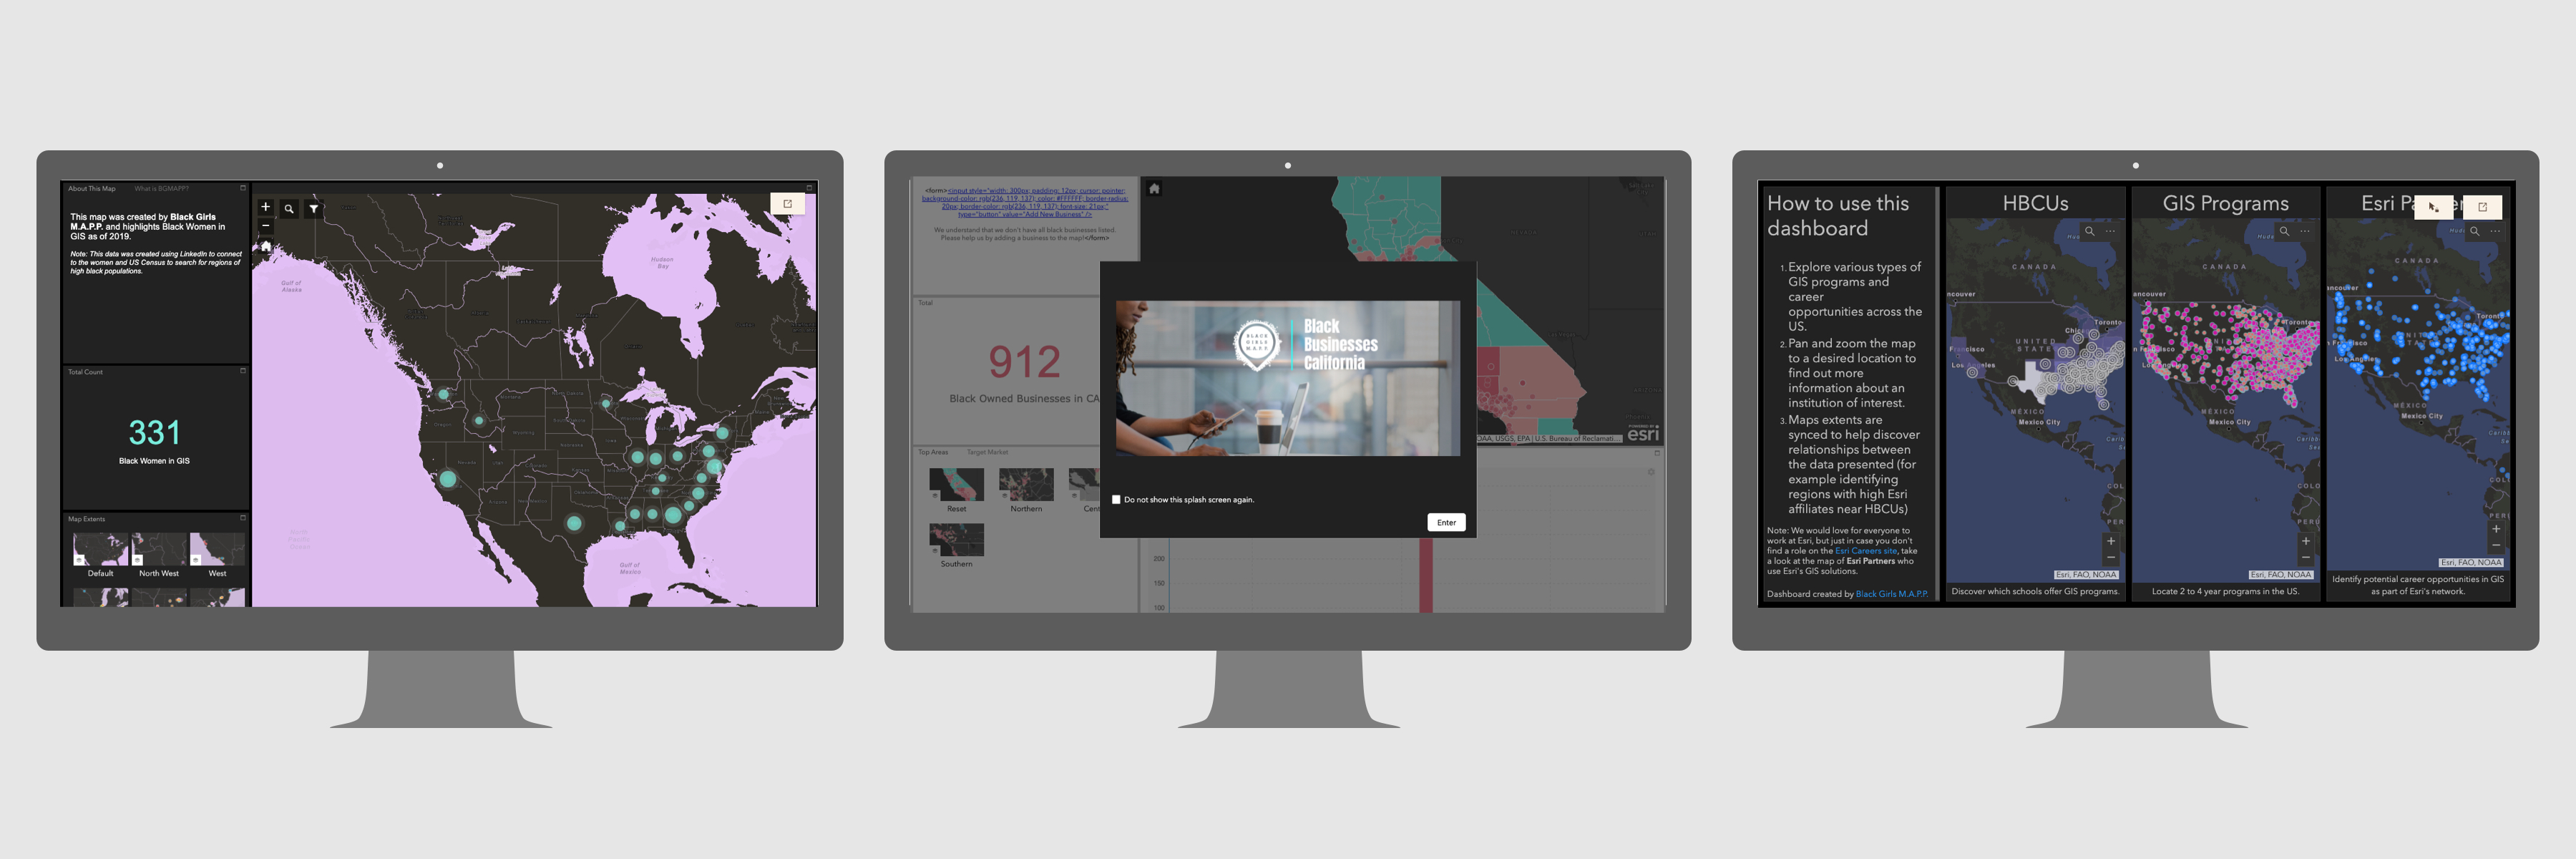 About This Map
What is BGMAPP?
This map was created by Black Girls
M.A.P.P. and highlights Black Women in
GIS as of 2019.
Note: This data was created using LinkedIn to connect
to the women and US Census to search for regions of
high black populations.
Total Count
331
Black Women in GIS
Map Extents
Default
North West
West
Gulf of
Alaska
Hudson
Bay
North
Pacific
Ocean
Gulf of
Mexico
<form><input style="width: 300px; padding: 12px; cursor: pointer;
background-color: rgb(236, 119, 137); color: #FFFFFF; border-radius:
20px; border-color: rgb(236, 119, 137); font-size: 21px;"
type="button" value="Add New Business" />
We understand that we don't have all black businesses listed.
Please help us by adding a business to the map!</form>
Total
912
Black Owned Businesses in CA
Top Areas
Target Market
Reset
Northern
Cent
Southern
BLACK
GIRLS
M.A.P.P.
Black
Businesses
California
Do not show this splash screen again.
Enter
OAA, USGS, EPA | U.S. Bureau of Reclamati...
POWERED BY
esri
200
150
100
How to use this
dashboard
1. Explore various types of
GIS programs and
career
opportunities across the
US.
2. Pan and zoom the map
to a desired location to
find out more
information about an
institution of interest.
3. Maps extents are
synced to help discover
relationships between
the data presented (for
example identifying
regions with high Esri
affiliates near HBCUs)
Note: We would love for everyone to
work at Esri, but just in case you don't
find a role on the Esri Careers site, take
a look at the map of Esri Partners who
use Esri's GIS solutions.
Dashboard created by Black Girls M.A.P.P.
HBCUs
CANADA
ncouver
Toronto
UNITED
STATE
MÉXICO
Mexico City
Esri, FAO, NOAA
Discover which schools offer GIS programs.
GIS Programs
CANADA
ancouver
Toronto
MÉXICO
Mexico City
Esri, FAO, NOAA
Locate 2 to 4 year programs in the US.
Esri Pa
CANADA
ancouver
Toronto
MÉXICO
Mexico City
Esri, FAO, NOAA
Identify potential career opportunities in GIS
as part of Esri's network.